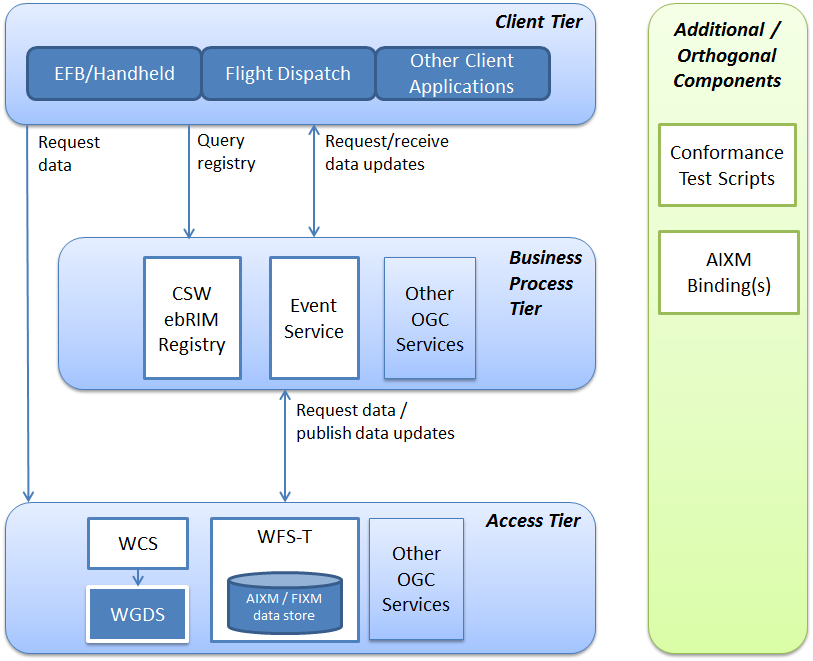 Client Tier
EFB/Handheld
Flight Dispatch
Other Client
Applications
Request
data
Query
registry
Request/receive
data updates
Business
Process
Tier
CSW
ebRIM
Registry
Event
Service
Other
OGC
Services
Request data /
publish data updates
Access Tier
WCS
WGDS
WFS-T
AIXM / FIXM
data store
Other
OGC
Services
Additional /
Orthogonal
Components
Conformance
Test Scripts
AIXM
Binding(s)